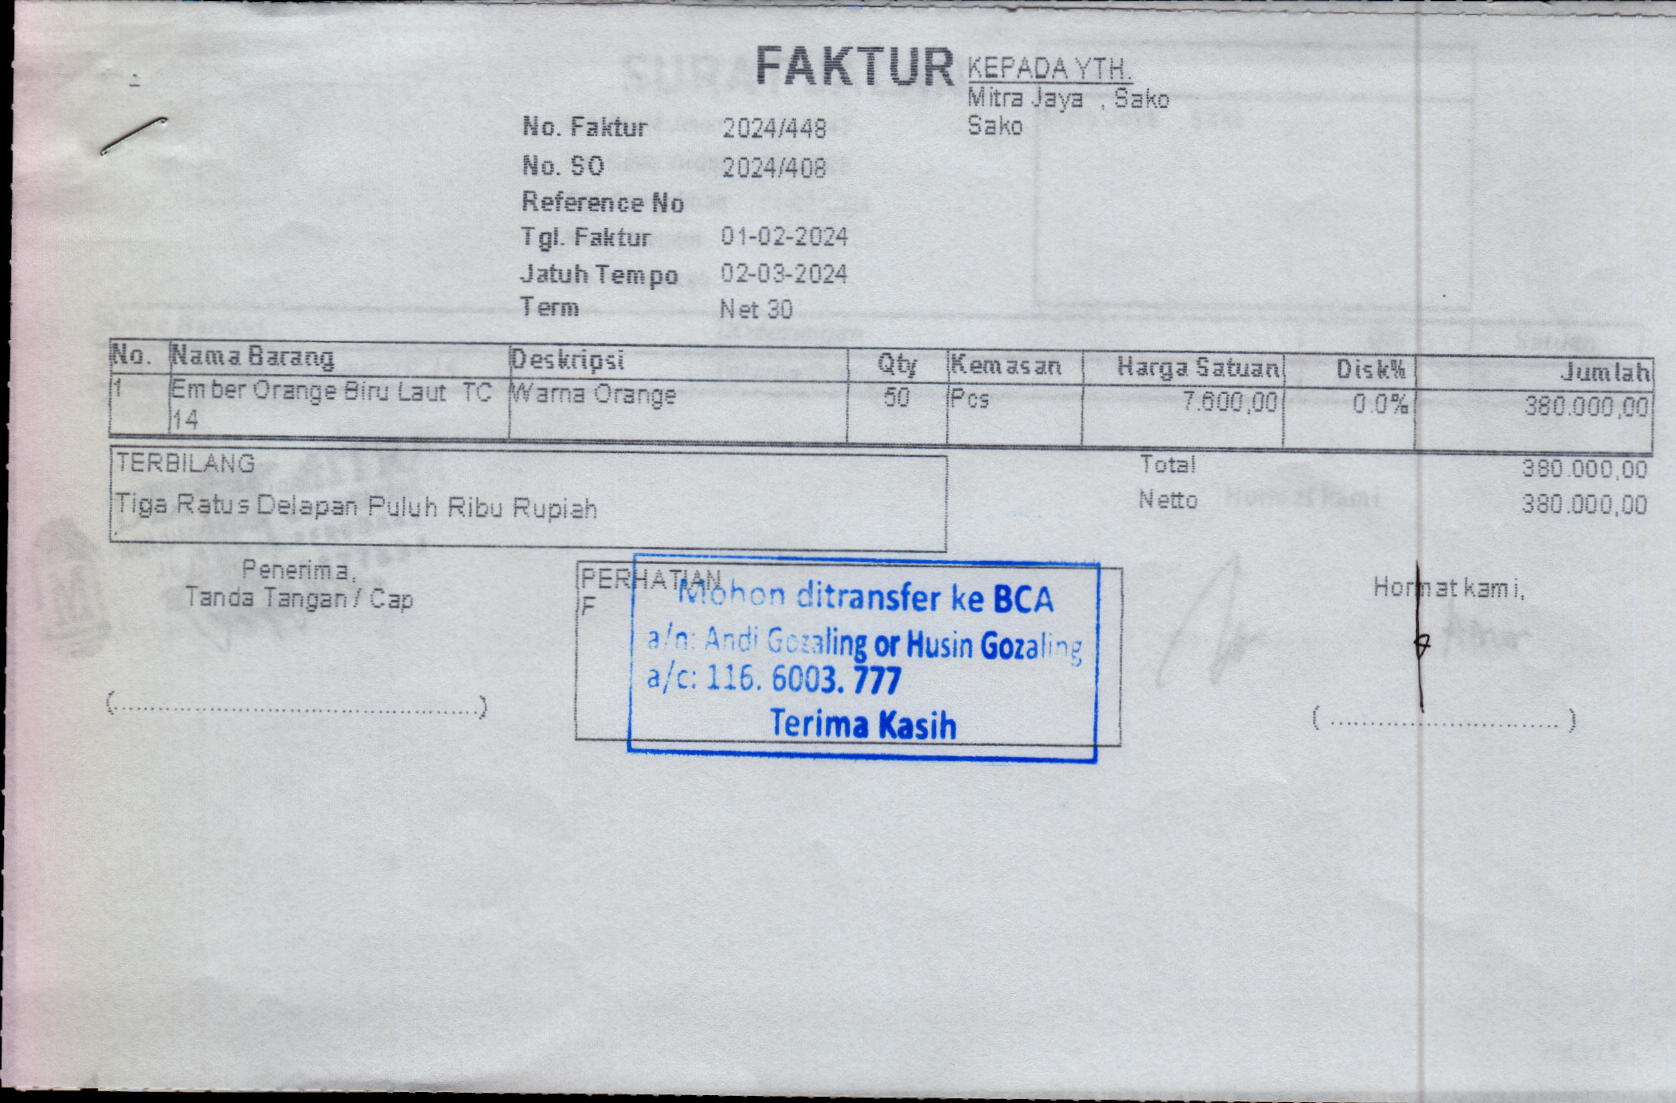 FAKTUR
KEPADA YTH.
Mitra Jaya , Sako
Sako
No. Faktur 2024/448
No. SO 2024/408
Reference No
Tgl. Faktur 01-02-2024
Jatuh Tempo 02-03-2024
Term Net 30
No. Nama Barang Deskripsi Qty Kemasan Harga Satuan Disk% Jumlah
1 Ember Orange Biru Laut TC Warna Orange 50 Pcs 7.600,00 0.0% 380.000,00
14
TERBILANG
Tiga Ratus Delapan Puluh Ribu Rupiah
Total 380.000,00
Netto 380.000,00
Penerima,
Tanda Tangan / Cap
(............................................)
PERHATIAN
F
Mohon ditransfer ke BCA
a/n: Andi Gozaling or Husin Gozaling
a/c: 116. 6003. 777
Terima Kasih
Hormat kami,
(............................)